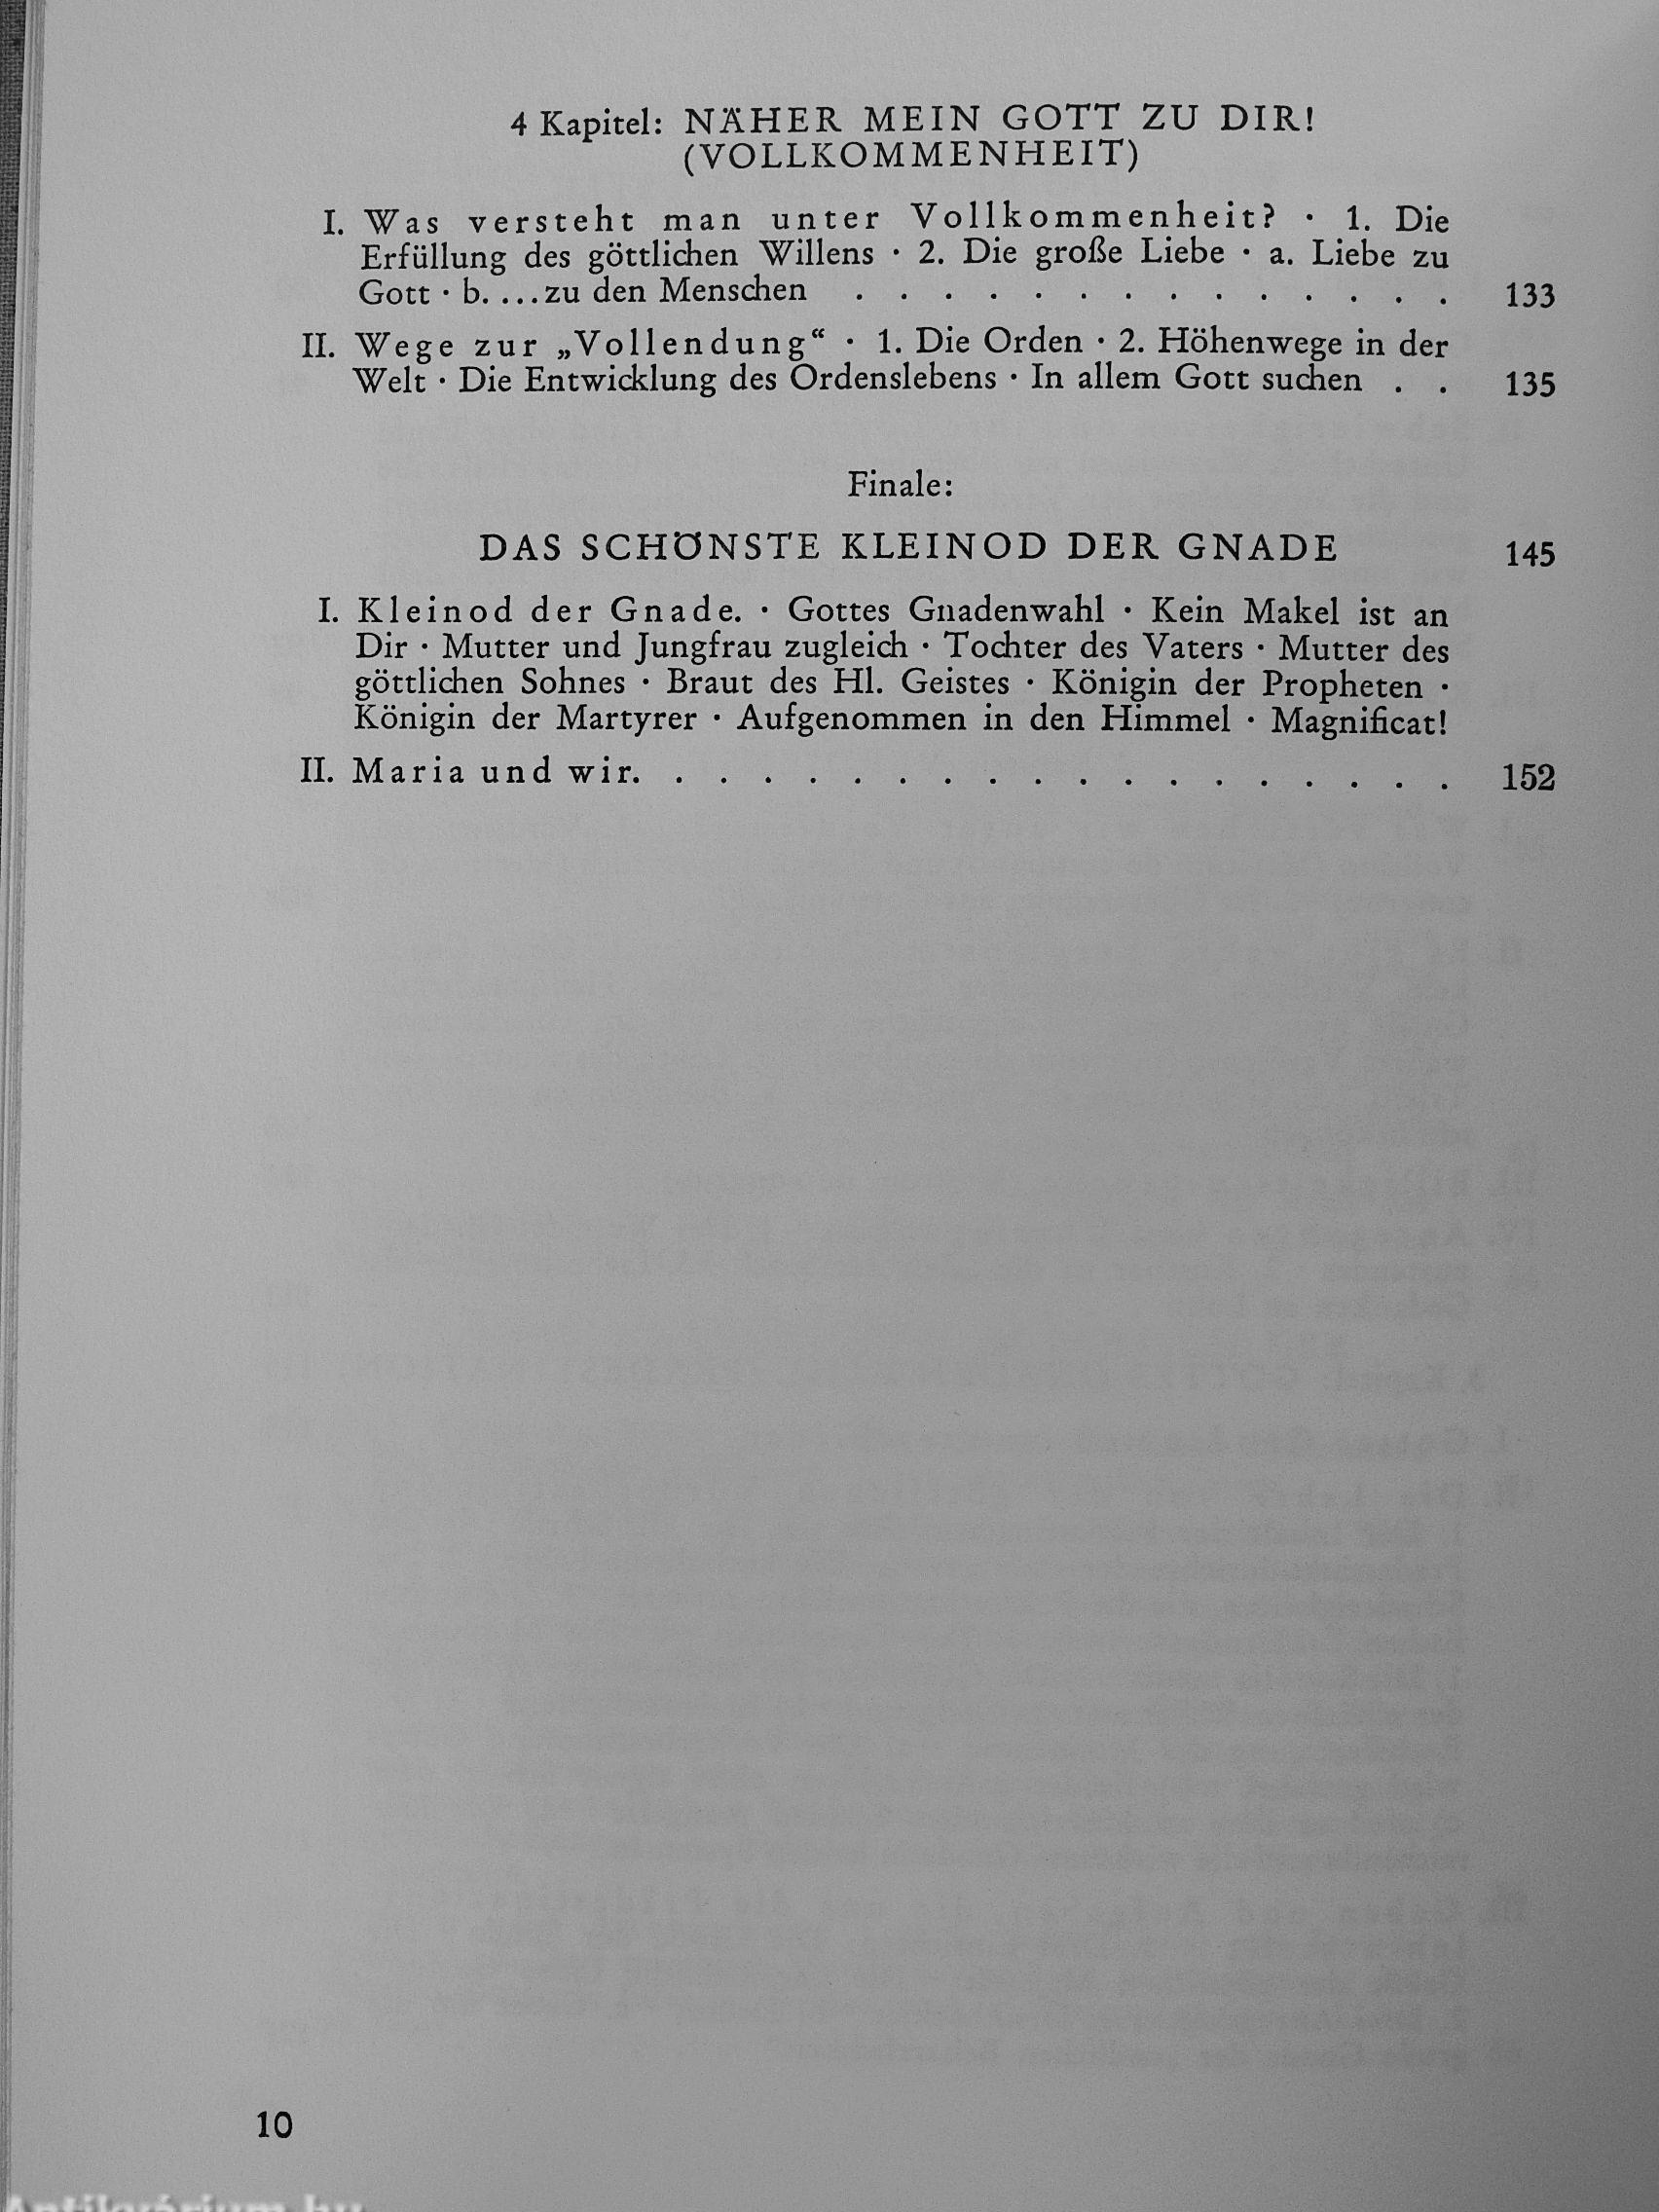 4 Kapitel: NÄHER MEIN GOTT ZU DIR!
(VOLLKOMMENHEIT)
I. Was versteht man unter Vollkommenheit? · 1. Die
Erfüllung des göttlichen Willens · 2. Die große Liebe · a. Liebe zu
Gott · b. ...zu den Menschen . . . . . . . . . . . . . . 133
II. Wege zur „Vollendung“ · 1. Die Orden · 2. Höhenwege in der
Welt · Die Entwicklung des Ordenslebens · In allem Gott suchen . . 135
Finale:
DAS SCHÖNSTE KLEINOD DER GNADE 145
I. Kleinod der Gnade. · Gottes Gnadenwahl · Kein Makel ist an
Dir · Mutter und Jungfrau zugleich · Tochter des Vaters · Mutter des
göttlichen Sohnes · Braut des Hl. Geistes · Königin der Propheten ·
Königin der Martyrer · Aufgenommen in den Himmel · Magnificat!
II. Maria und wir. . . . . . . . . . . . . . . . . . . 152
10
Antikvárium.hu